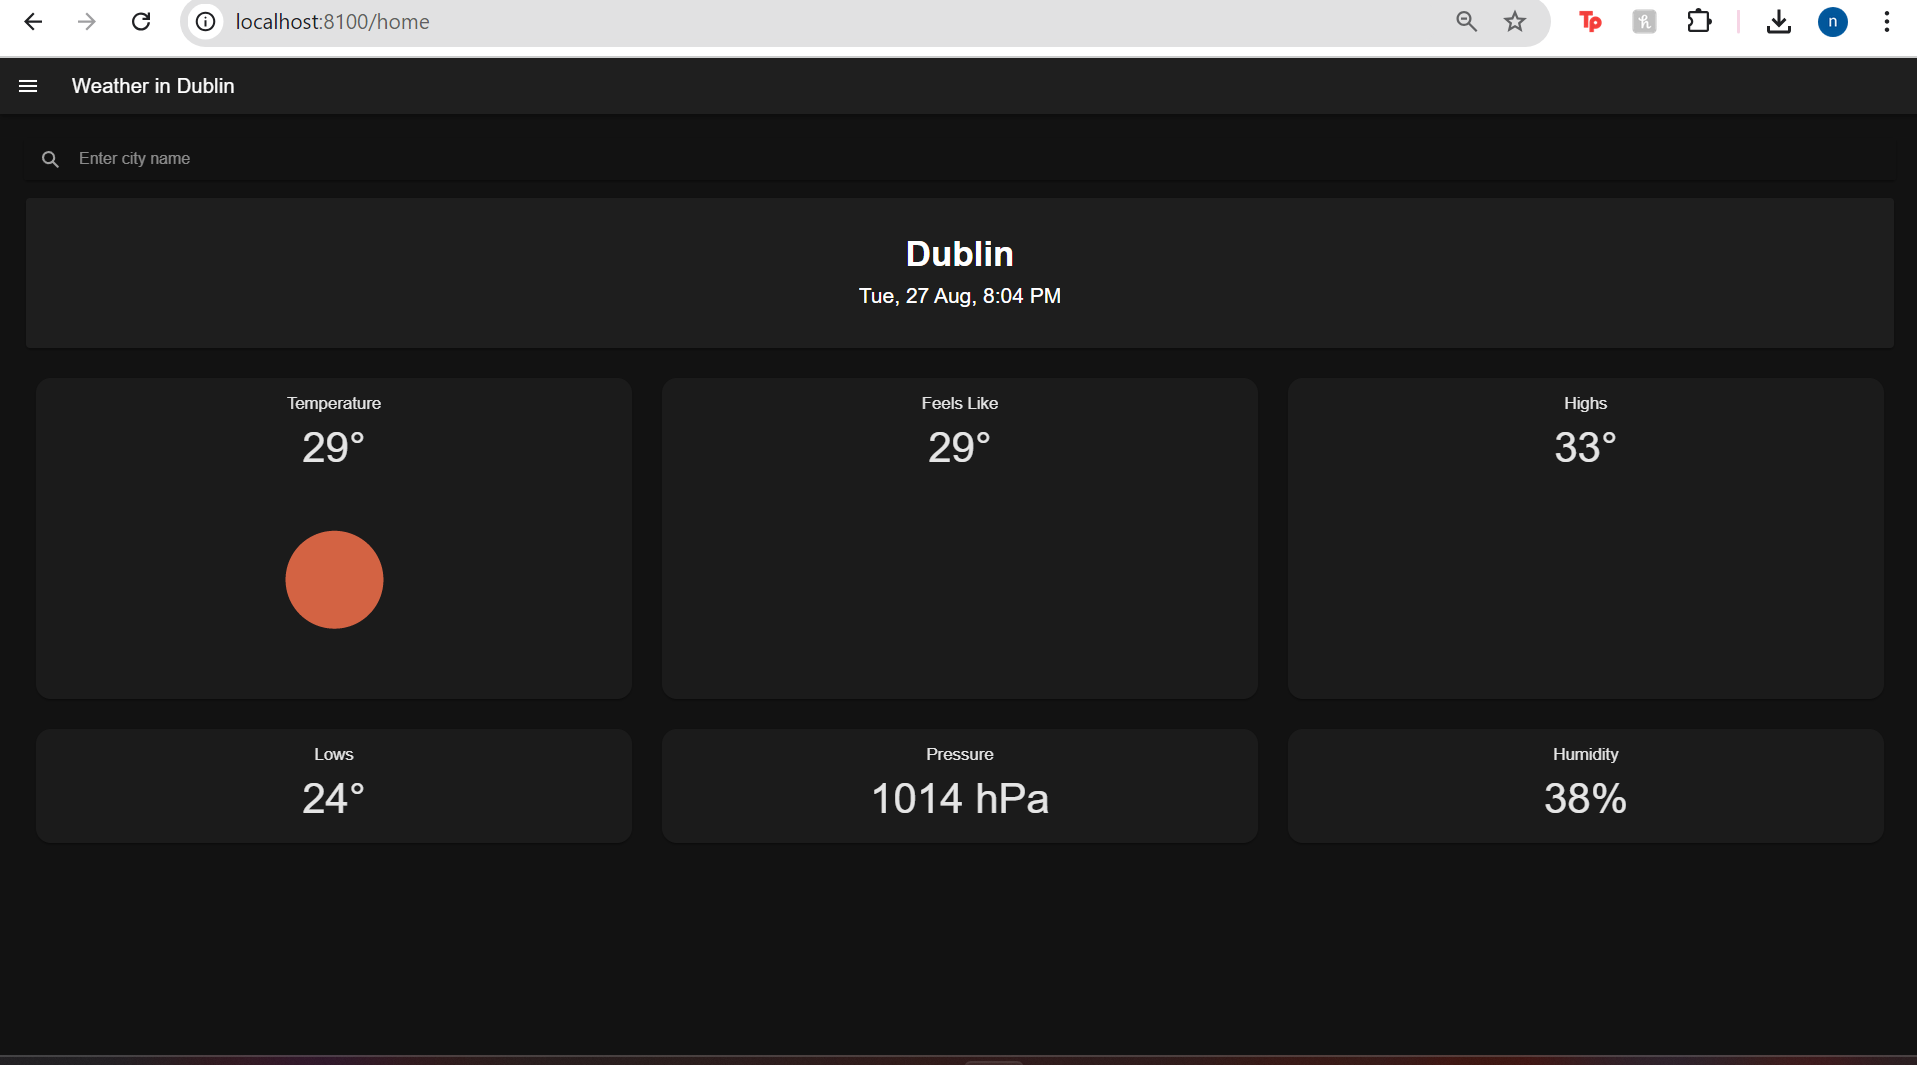 localhost:8100/home
Tp
n
Weather in Dublin
Enter city name
Dublin
Tue, 27 Aug, 8:04 PM
Temperature
29°
Feels Like
29°
Highs
33°
Lows
24°
Pressure
1014 hPa
Humidity
38%